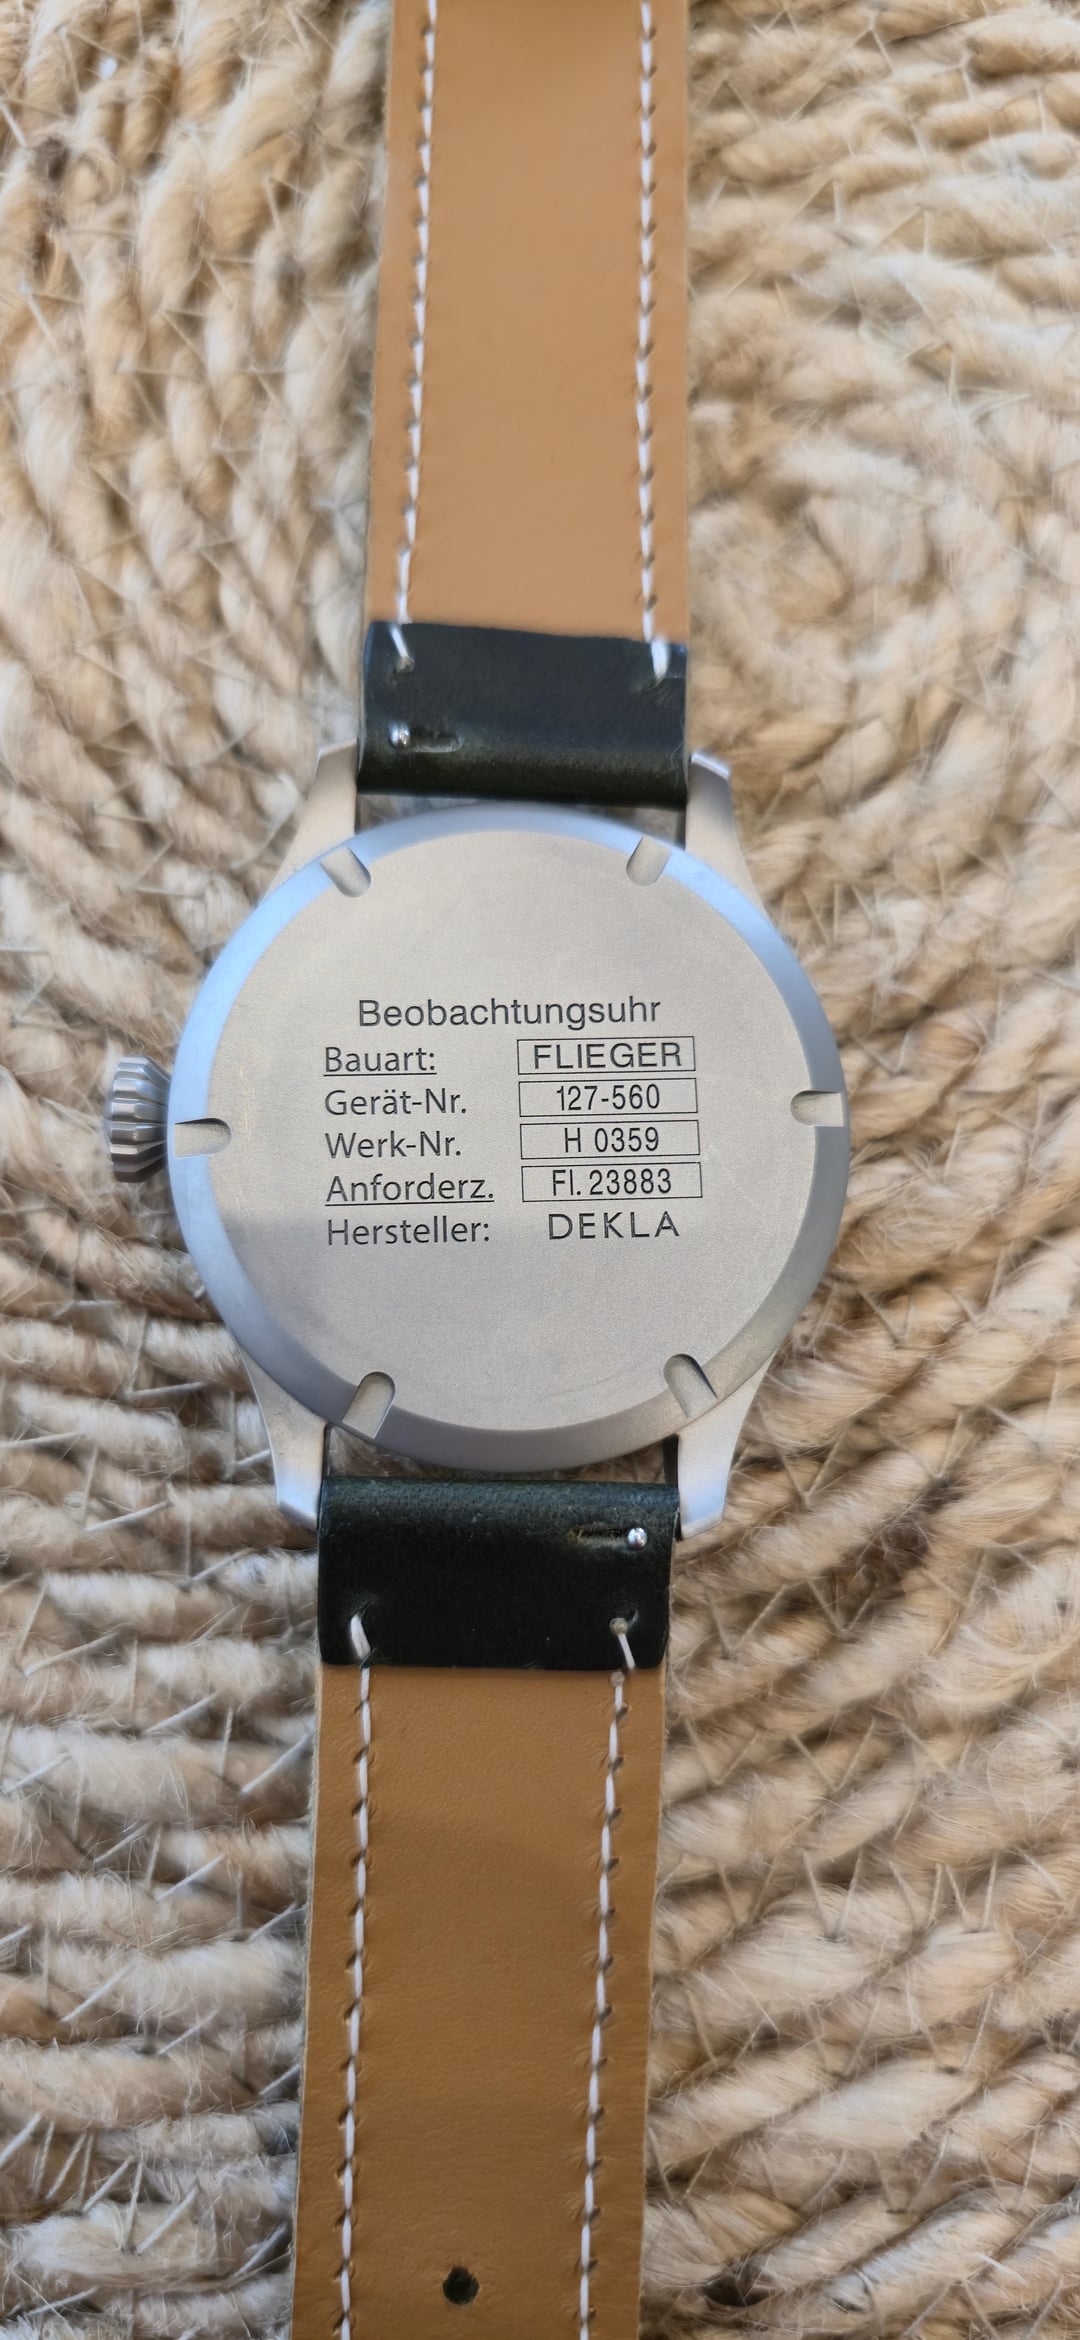 Beobachtungsuhr
Bauart: FLIEGER
Gerät-Nr. 127-560
Werk-Nr. H 0359
Anforderz. Fl. 23883
Hersteller: DEKLA